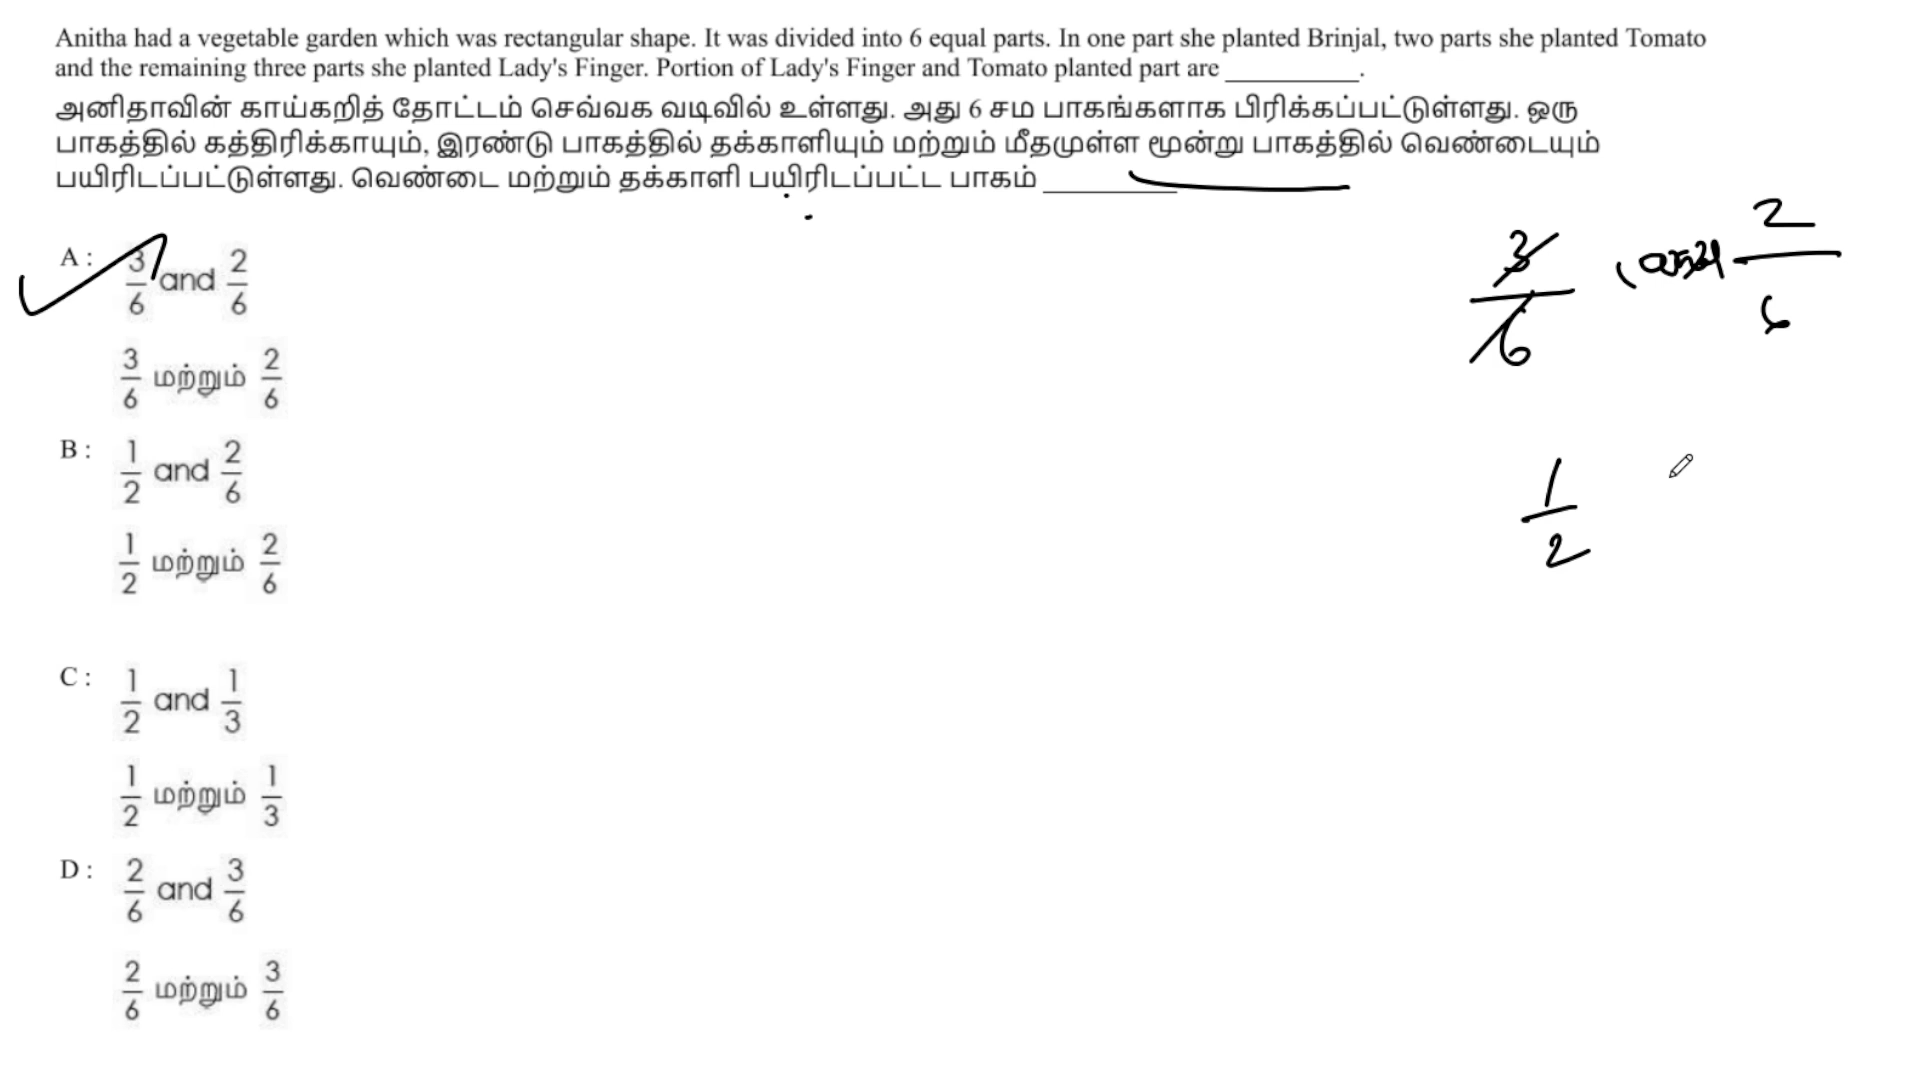 Anitha had a vegetable garden which was rectangular shape. It was divided into 6 equal parts. In one part she planted Brinjal, two parts she planted Tomato
and the remaining three parts she planted Lady's Finger. Portion of Lady's Finger and Tomato planted part are __________.
அனிதாவின் காய்கறித் தோட்டம் செவ்வக வடிவில் உள்ளது. அது 6 சம பாகங்களாக பிரிக்கப்பட்டுள்ளது. ஒரு
பாகத்தில் கத்திரிக்காயும், இரண்டு பாகத்தில் தக்காளியும் மற்றும் மீதமுள்ள மூன்று பாகத்தில் வெண்டையும்
பயிரிடப்பட்டுள்ளது. வெண்டை மற்றும் தக்காளி பயிரிடப்பட்ட பாகம் __________
A : 3/6 and 2/6
3/6 மற்றும் 2/6
B : 1/2 and 2/6
1/2 மற்றும் 2/6
C : 1/2 and 1/3
1/2 மற்றும் 1/3
D : 2/6 and 3/6
2/6 மற்றும் 3/6
3/6 2/6
1/2